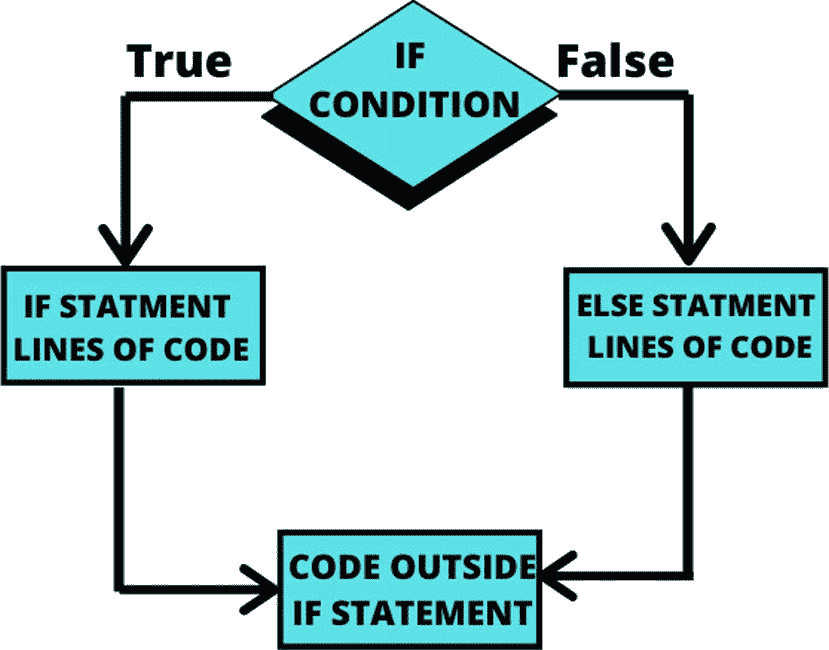 IF
CONDITION
True
False
IF STATMENT
LINES OF CODE
ELSE STATMENT
LINES OF CODE
CODE OUTSIDE
IF STATEMENT